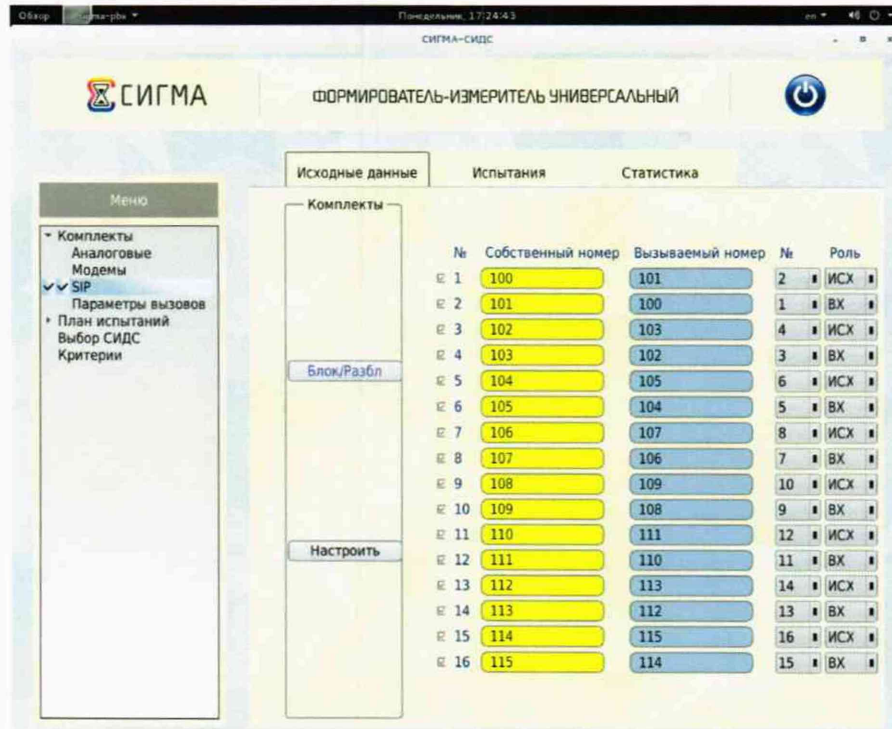 Обзор
Понедельник, 17:24:43
en
СИГМА-СИДС
СИГМА
ФОРМИРОВАТЕЛЬ-ИЗМЕРИТЕЛЬ УНИВЕРСАЛЬНЫЙ
Исходные данные Испытания Статистика
Меню
Комплекты
Аналоговые
Модемы
SIP
Параметры вызовов
План испытаний
Выбор СИДС
Критерии
Комплекты
Блок/Разбл
Настроить
№ Собственный номер Вызываемый номер № Роль
1 100 101 2 ИСХ
2 101 100 1 ВХ
3 102 103 4 ИСХ
4 103 102 3 ВХ
5 104 105 6 ИСХ
6 105 104 5 ВХ
7 106 107 8 ИСХ
8 107 106 7 ВХ
9 108 109 10 ИСХ
10 109 108 9 ВХ
11 110 111 12 ИСХ
12 111 110 11 ВХ
13 112 113 14 ИСХ
14 113 112 13 ВХ
15 114 115 16 ИСХ
16 115 114 15 ВХ